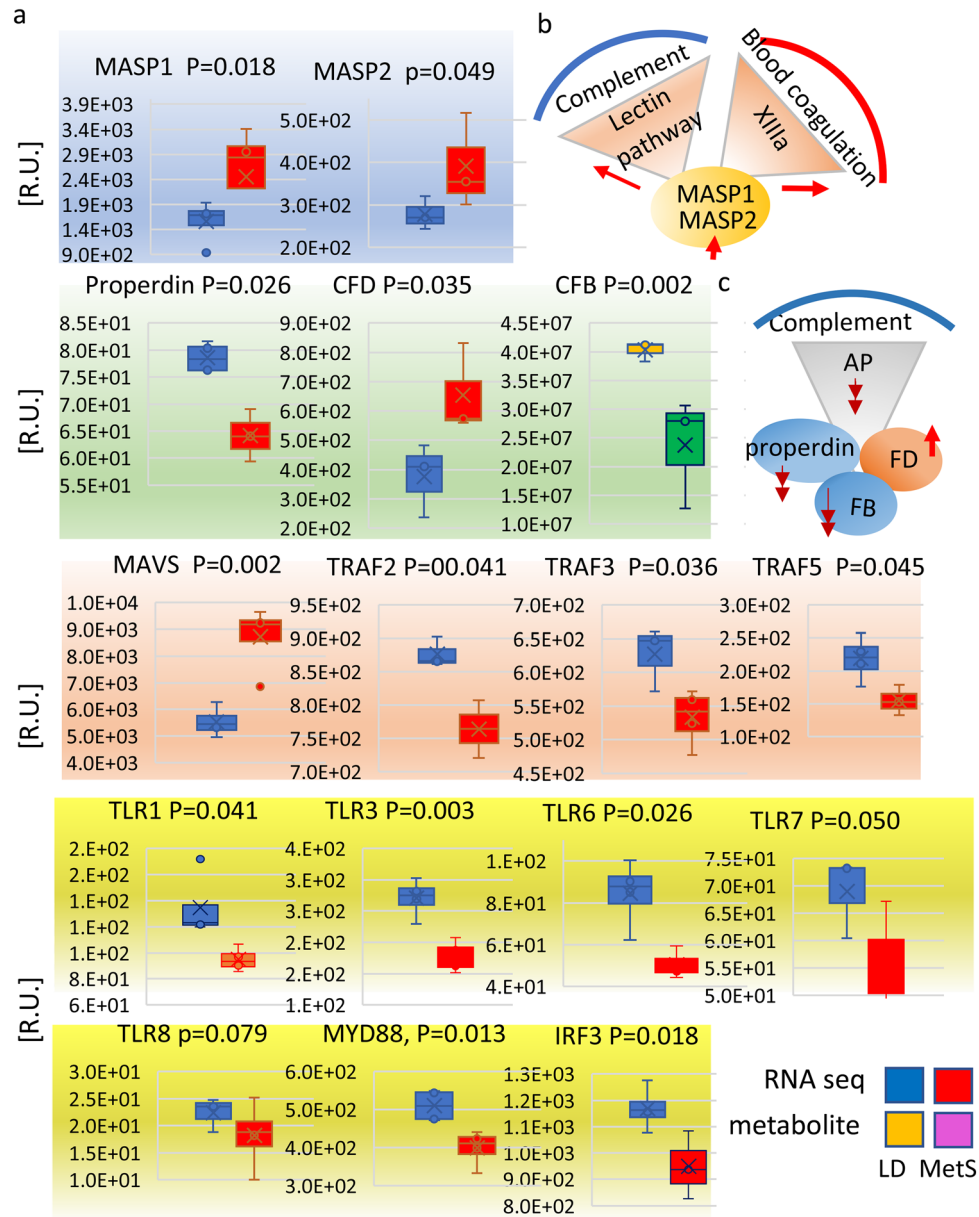 a
MASP1 P=0.018
MASP2 p=0.049
[R.U.]
3.9E+03
3.4E+03
2.9E+03
2.4E+03
1.9E+03
1.4E+03
9.0E+02
5.0E+02
4.0E+02
3.0E+02
2.0E+02
b
Complement
Lectin
pathway
Blood coagulation
XIIIa
MASP1
MASP2
Properdin P=0.026
CFD P=0.035
CFB P=0.002
[R.U.]
8.5E+01
8.0E+01
7.5E+01
7.0E+01
6.5E+01
6.0E+01
5.5E+01
9.0E+02
8.0E+02
7.0E+02
6.0E+02
5.0E+02
4.0E+02
3.0E+02
2.0E+02
4.5E+07
4.0E+07
3.5E+07
3.0E+07
2.5E+07
2.0E+07
1.5E+07
1.0E+07
c
Complement
AP
properdin
FD
FB
MAVS P=0.002
TRAF2 P=00.041
TRAF3 P=0.036
TRAF5 P=0.045
[R.U.]
1.0E+04
9.0E+03
8.0E+03
7.0E+03
6.0E+03
5.0E+03
4.0E+03
9.5E+02
9.0E+02
8.5E+02
8.0E+02
7.5E+02
7.0E+02
7.0E+02
6.5E+02
6.0E+02
5.5E+02
5.0E+02
4.5E+02
3.0E+02
2.5E+02
2.0E+02
1.5E+02
1.0E+02
TLR1 P=0.041
TLR3 P=0.003
TLR6 P=0.026
TLR7 P=0.050
[R.U.]
2.E+02
1.E+02
1.E+02
1.E+02
1.E+02
8.E+01
6.E+01
4.E+02
3.E+02
3.E+02
2.E+02
2.E+02
1.E+02
1.E+02
8.E+01
6.E+01
4.E+01
7.5E+01
7.0E+01
6.5E+01
6.0E+01
5.5E+01
5.0E+01
TLR8 p=0.079
MYD88, P=0.013
IRF3 P=0.018
3.0E+01
2.5E+01
2.0E+01
1.5E+01
1.0E+01
6.0E+02
5.0E+02
4.0E+02
3.0E+02
1.3E+03
1.2E+03
1.1E+03
1.0E+03
9.0E+02
8.0E+02
RNA seq
metabolite
LD MetS